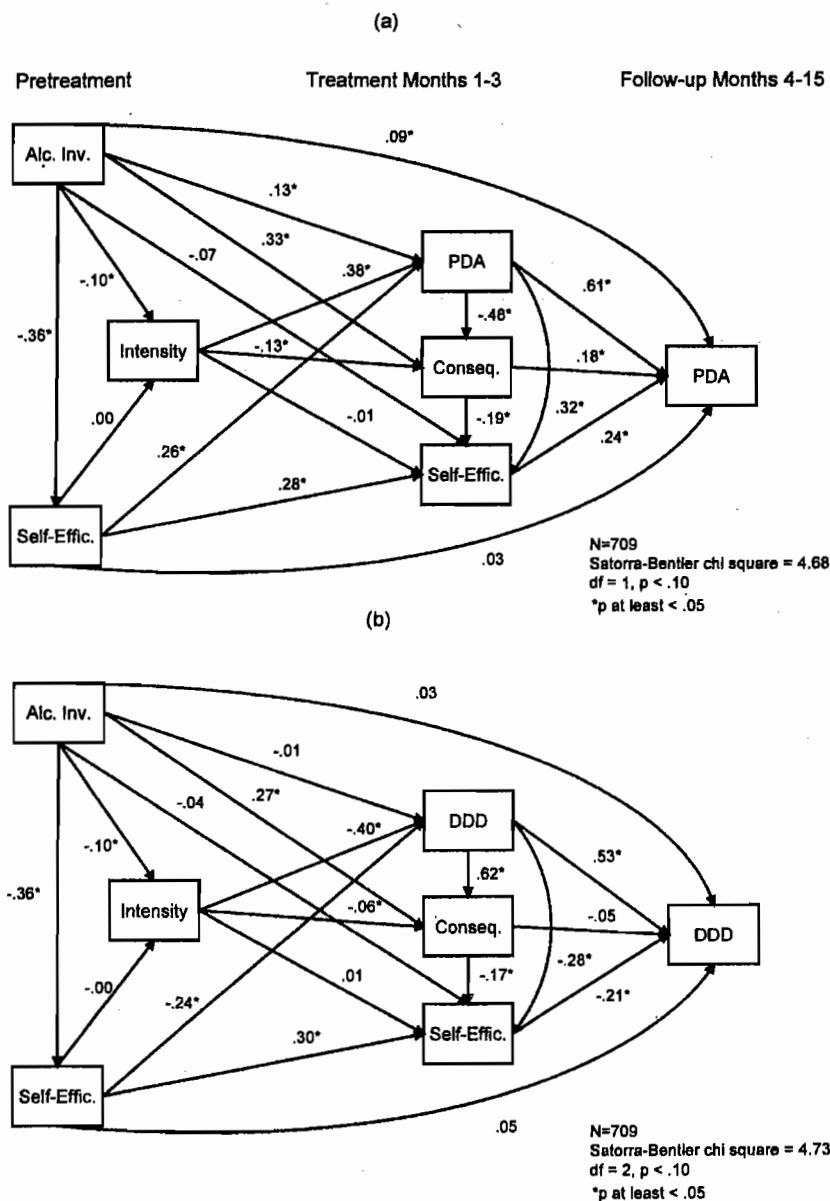 (a)
Pretreatment Treatment Months 1-3 Follow-up Months 4-15
.09*
Alc. Inv.
.13*
.33*
-.07
PDA
-.10*
.38*
.61*
-.48*
-.36*
Intensity
-.13*
Conseq.
.18*
PDA
.00
-.01
-.19*
.32*
.26*
.24*
Self-Effic.
.28*
Self-Effic.
.03
N=709
Satorra-Bentler chi square = 4.68
df = 1, p < .10
*p at least < .05
(b)
.03
Alc. Inv.
-.01
.27*
-.04
DDD
-.40*
-.10*
.62*
.53*
-.36*
Intensity
-.06*
Conseq.
-.05
DDD
-.00
.01
-.17*
-.28*
-.24*
-.21*
Self-Effic.
.30*
Self-Effic.
.05
N=709
Satorra-Bentler chi square = 4.73
df = 2, p < .10
*p at least < .05